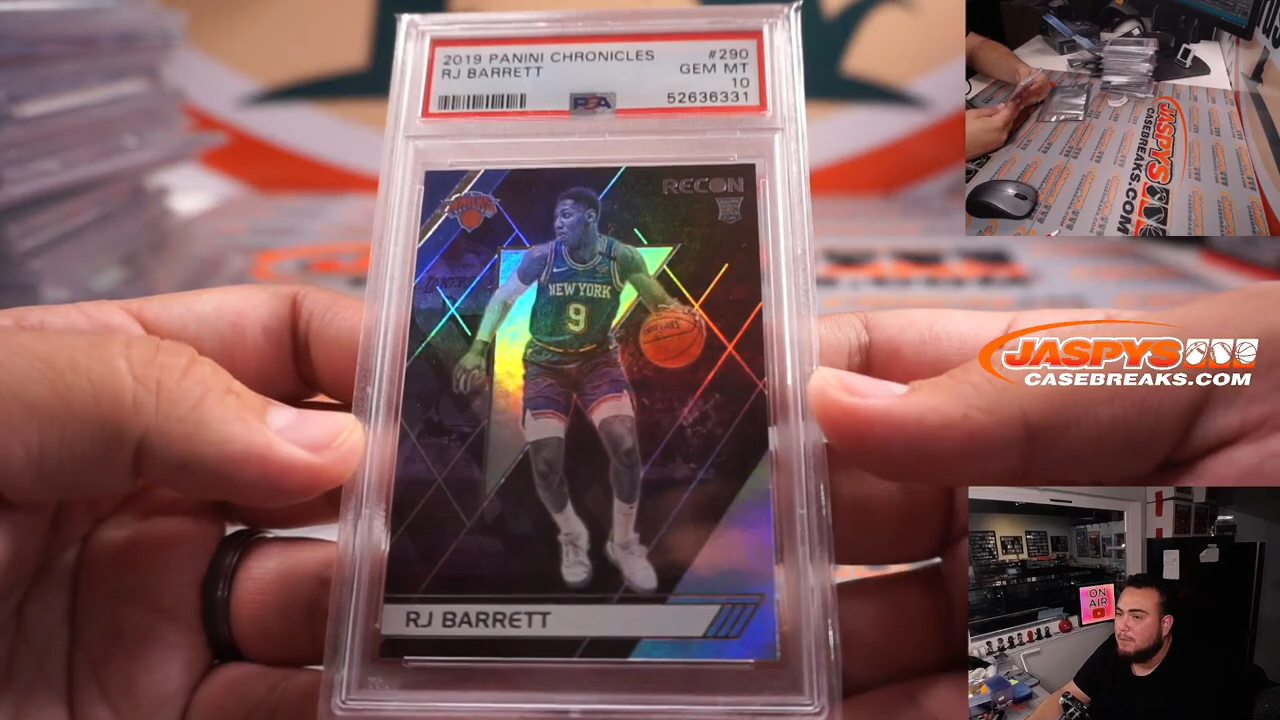 2019 PANINI CHRONICLES #290
RJ BARRETT GEM MT
10
PSA 52636331
RECON
RC
NEW YORK
9
RJ BARRETT
JASPYS
CASEBREAKS.COM
JASPYS
CASEBREAKS.COM
ON
AIR